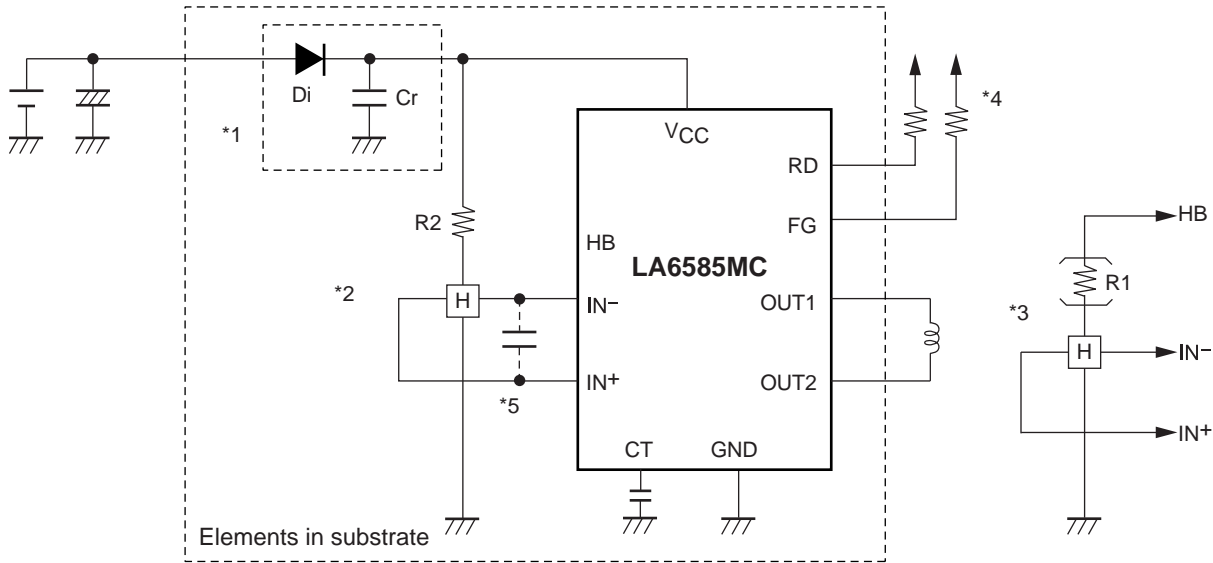 Di
Cr
*1
VCC
*4
RD
FG
R2
HB
LA6585MC
*2
H
IN–
OUT1
IN+
OUT2
*5
CT
GND
Elements in substrate
HB
R1
*3
H
IN–
IN+